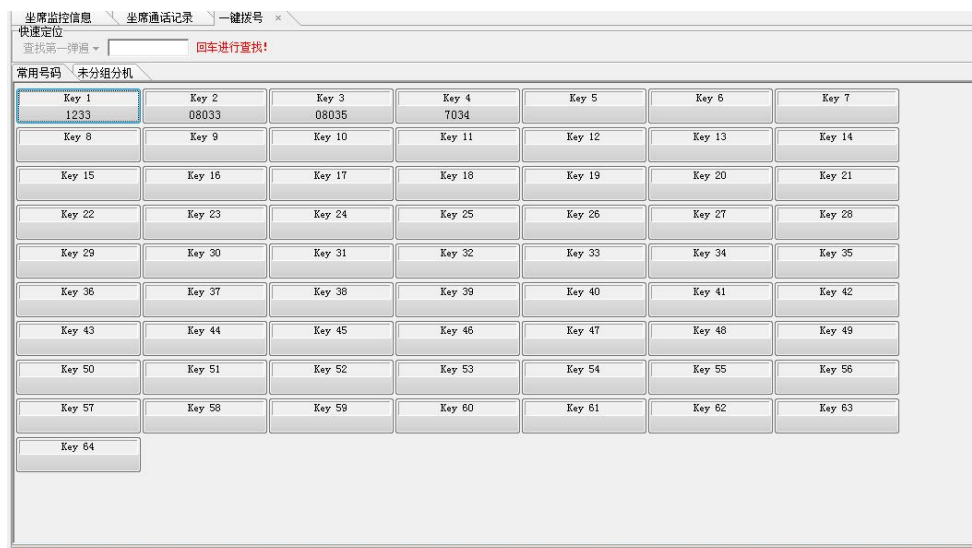 坐席监控信息 坐席通话记录 一键拨号 ×
快速定位
查找第一弹遍 回车进行查找!
常用号码 未分组分机
Key 1 Key 2 Key 3 Key 4 Key 5 Key 6 Key 7
1233 08033 08035 7034
Key 8 Key 9 Key 10 Key 11 Key 12 Key 13 Key 14
Key 15 Key 16 Key 17 Key 18 Key 19 Key 20 Key 21
Key 22 Key 23 Key 24 Key 25 Key 26 Key 27 Key 28
Key 29 Key 30 Key 31 Key 32 Key 33 Key 34 Key 35
Key 36 Key 37 Key 38 Key 39 Key 40 Key 41 Key 42
Key 43 Key 44 Key 45 Key 46 Key 47 Key 48 Key 49
Key 50 Key 51 Key 52 Key 53 Key 54 Key 55 Key 56
Key 57 Key 58 Key 59 Key 60 Key 61 Key 62 Key 63
Key 64